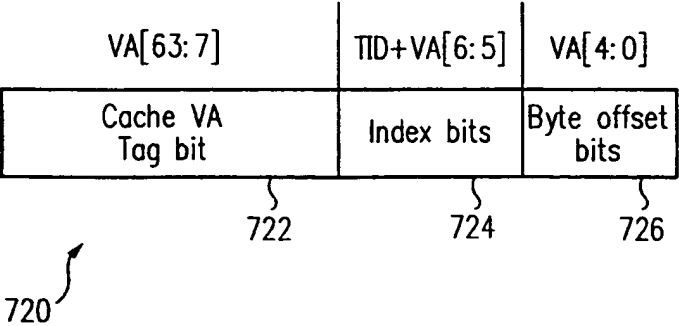 VA[63:7] TID+VA[6:5] VA[4:0]
Cache VA
Tag bit
Index bits
Byte offset
bits
722 724 726
720